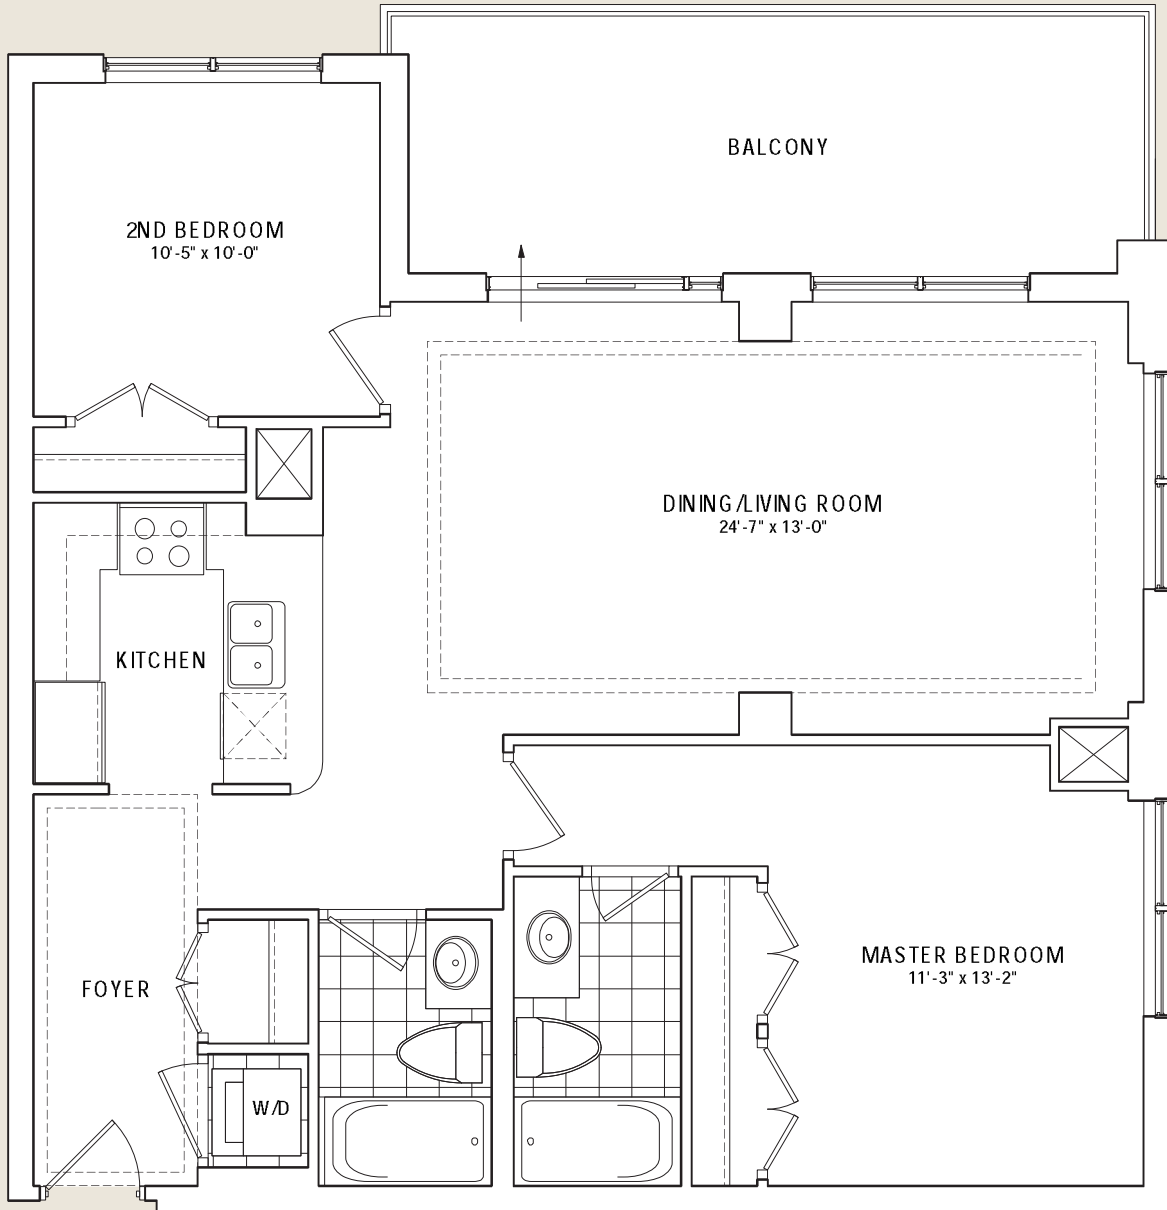 BALCONY
2ND BEDROOM
10'-5" x 10'-0"
DINING/LIVING ROOM
24'-7" x 13'-0"
KITCHEN
MASTER BEDROOM
11'-3" x 13'-2"
FOYER
W/D